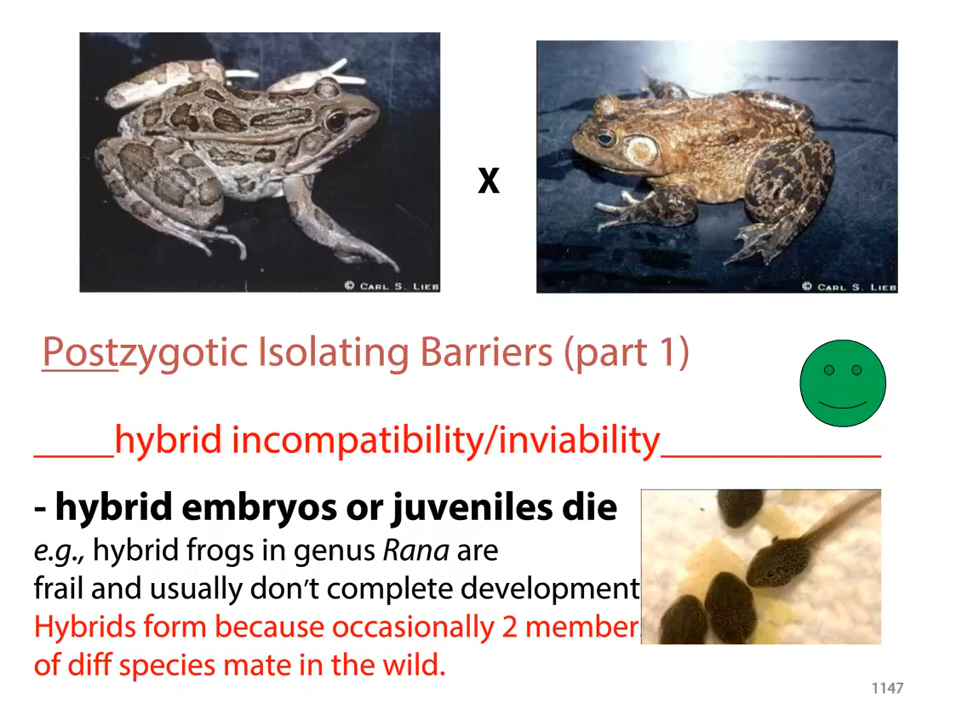 © CARL S. LIEB
X
© CARL S. LIEB
Postzygotic Isolating Barriers (part 1)
____hybrid incompatibility/inviability___________
- hybrid embryos or juveniles die
e.g., hybrid frogs in genus Rana are
frail and usually don't complete development
Hybrids form because occasionally 2 member
of diff species mate in the wild.
1147